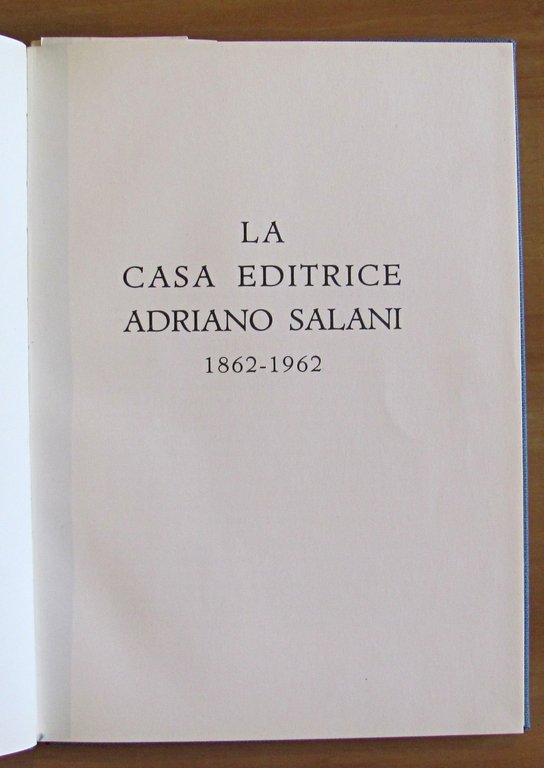 LA
CASA EDITRICE
ADRIANO SALANI
1862-1962